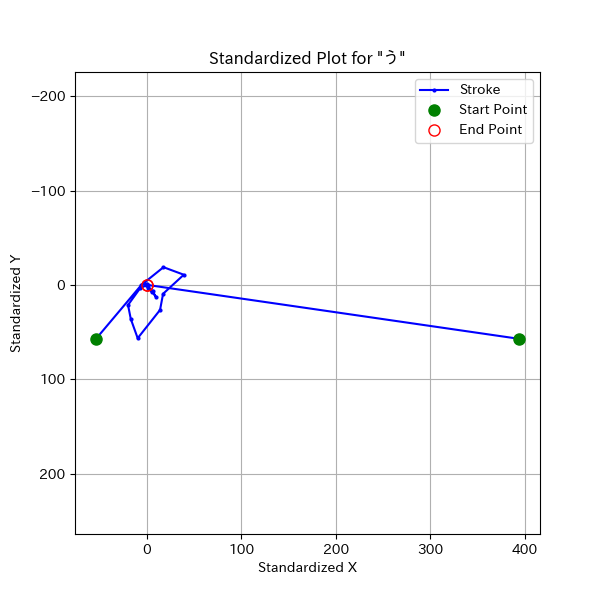 Standardized Plot for "う"
Stroke
Start Point
End Point
-200
-100
0
100
200
Standardized Y
0 100 200 300 400
Standardized X